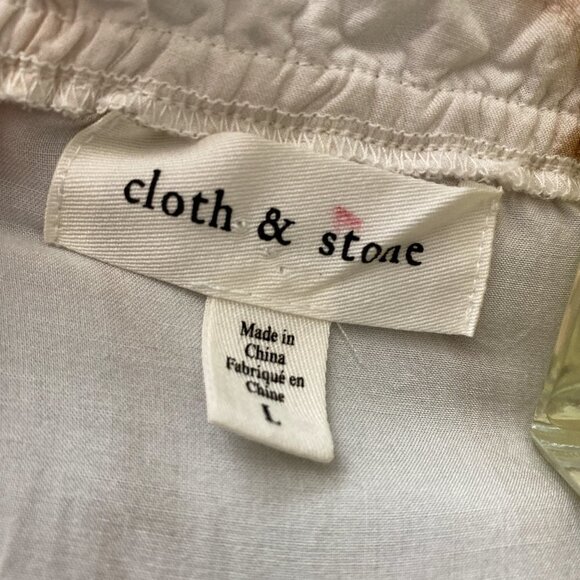 cloth & stone
Made in
China
Fabriqué en
Chine
L